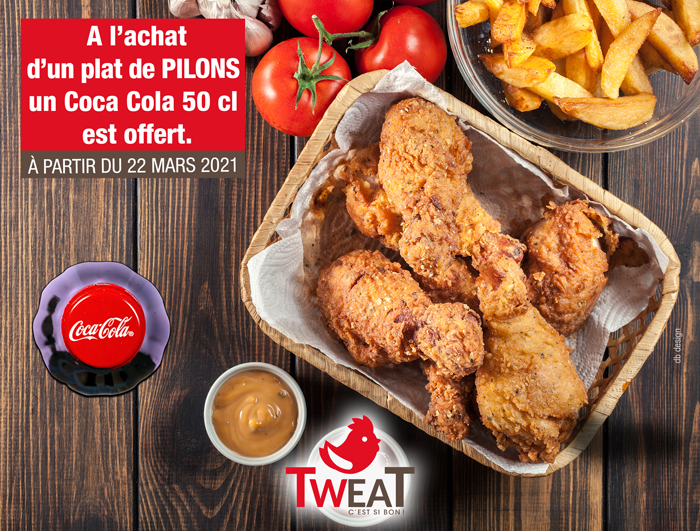 A l’achat
d’un plat de PILONS
un Coca Cola 50 cl
est offert.
À PARTIR DU 22 MARS 2021
Coca-Cola®
db design
TWEAT
C'EST SI BON !